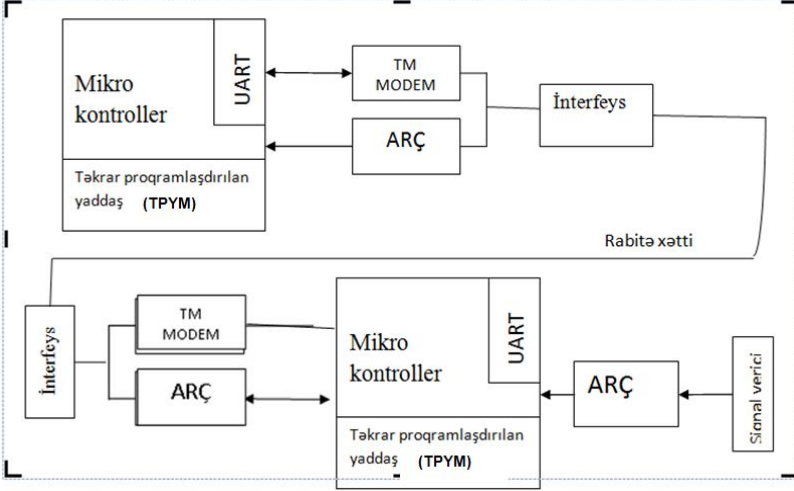 Mikro
kontroller
UART
TM
MODEM
ARÇ
İnterfeys
Təkrar proqramlaşdırılan
yaddaş (TPYM)
Rabitə xətti
İnterfeys
TM
MODEM
ARÇ
Mikro
kontroller
UART
ARÇ
Siqnal verici
Təkrar proqramlaşdırılan
yaddaş (TPYM)